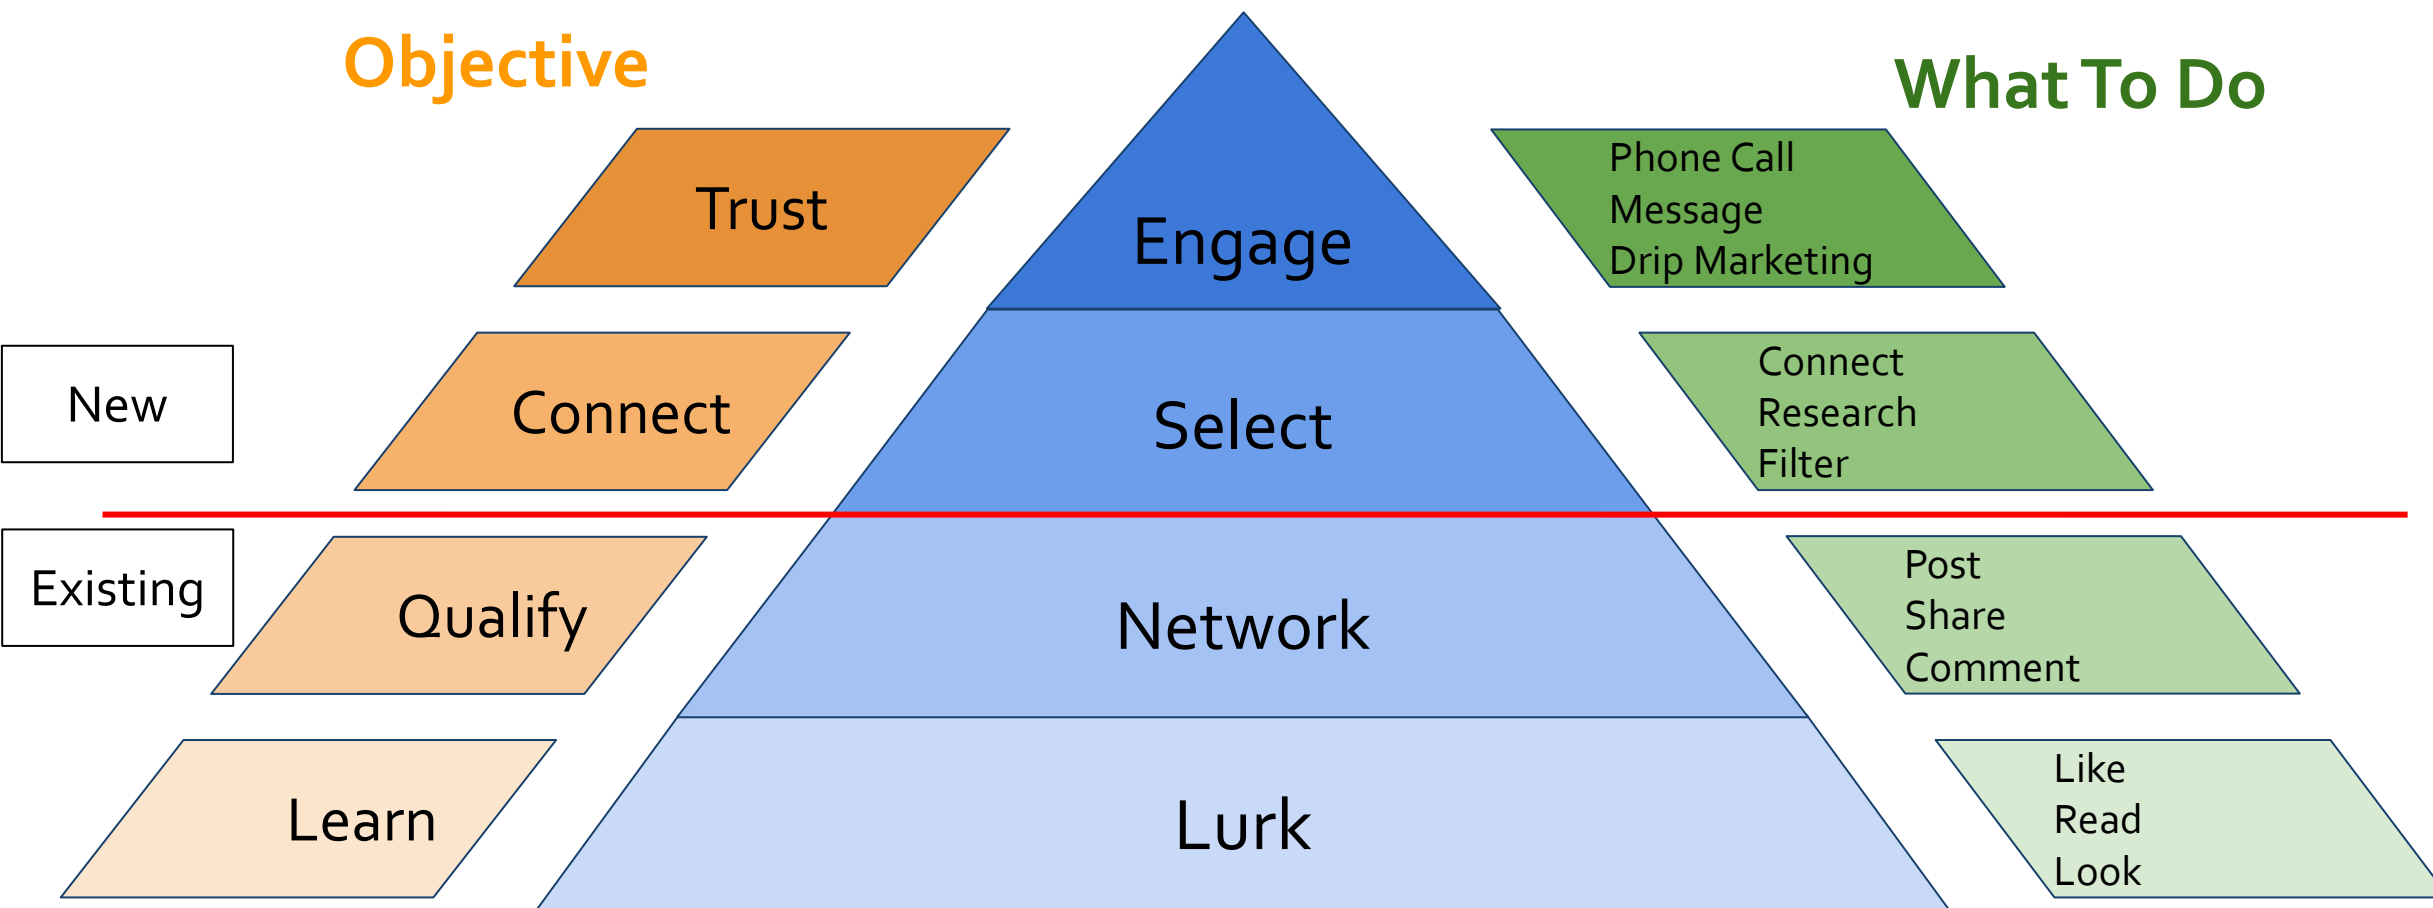 Objective
What To Do
Trust
Engage
Phone Call
Message
Drip Marketing
New
Connect
Select
Connect
Research
Filter
Existing
Qualify
Network
Post
Share
Comment
Learn
Lurk
Like
Read
Look